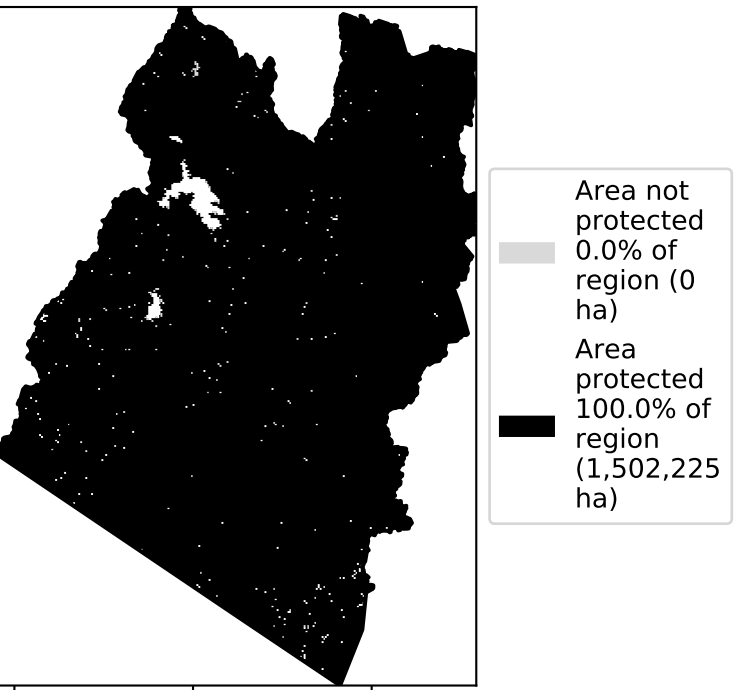 Area not
protected
0.0% of
region (0
ha)
Area
protected
100.0% of
region
(1,502,225
ha)